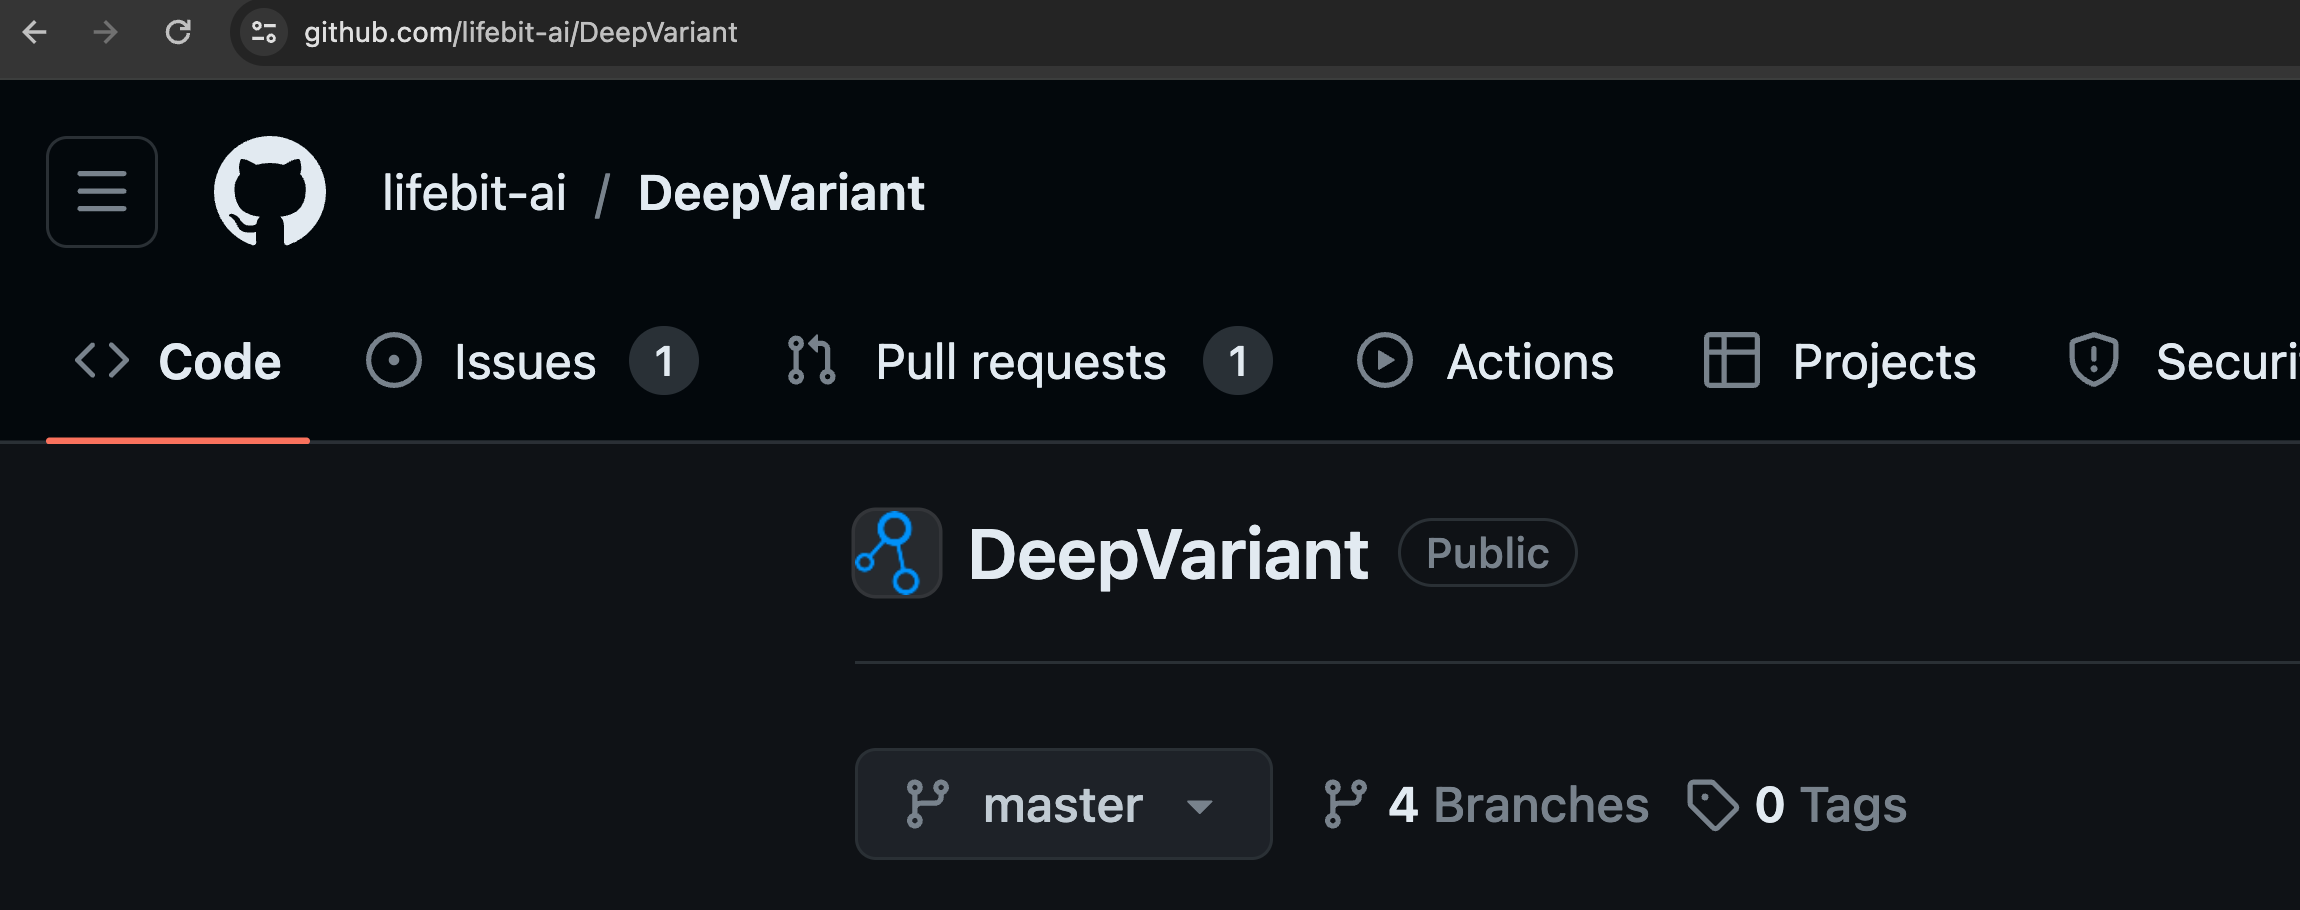 github.com/lifebit-ai/DeepVariant
lifebit-ai / DeepVariant
Code Issues 1 Pull requests 1 Actions Projects Securi
DeepVariant Public
master 4 Branches 0 Tags